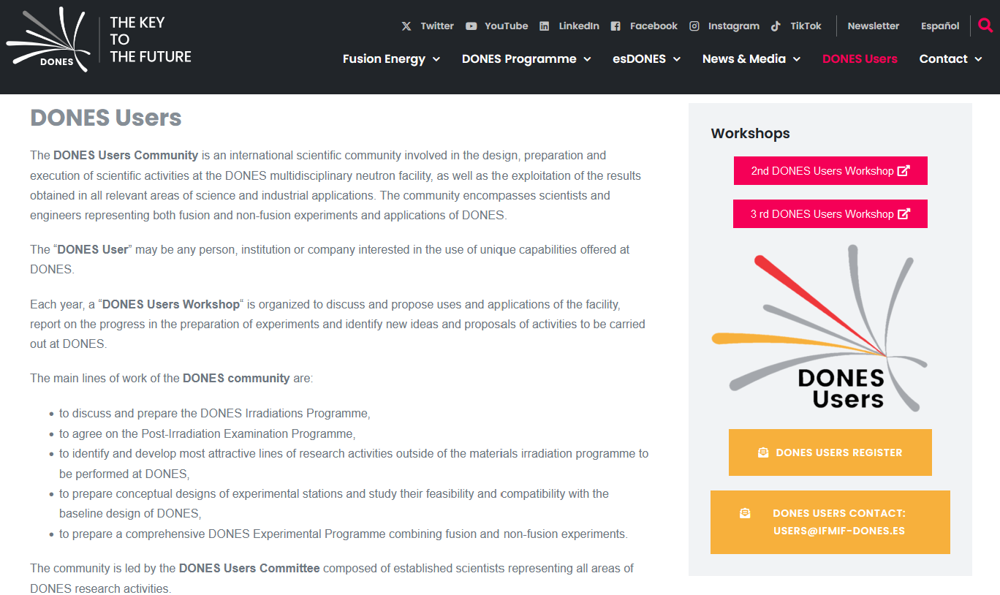 THE KEY
TO
THE FUTURE
DONES
Twitter YouTube LinkedIn Facebook Instagram TikTok Newsletter Español
Fusion Energy DONES Programme esDONES News & Media DONES Users Contact
DONES Users
The DONES Users Community is an international scientific community involved in the design, preparation and
execution of scientific activities at the DONES multidisciplinary neutron facility, as well as the exploitation of the results
obtained in all relevant areas of science and industrial applications. The community encompasses scientists and
engineers representing both fusion and non-fusion experiments and applications of DONES.
The “DONES User” may be any person, institution or company interested in the use of unique capabilities offered at
DONES.
Each year, a “DONES Users Workshop“ is organized to discuss and propose uses and applications of the facility,
report on the progress in the preparation of experiments and identify new ideas and proposals of activities to be carried
out at DONES.
The main lines of work of the DONES community are:
• to discuss and prepare the DONES Irradiations Programme,
• to agree on the Post-Irradiation Examination Programme,
• to identify and develop most attractive lines of research activities outside of the materials irradiation programme to
be performed at DONES,
• to prepare conceptual designs of experimental stations and study their feasibility and compatibility with the
baseline design of DONES,
• to prepare a comprehensive DONES Experimental Programme combining fusion and non-fusion experiments.
The community is led by the DONES Users Committee composed of established scientists representing all areas of
DONES research activities.
Workshops
2nd DONES Users Workshop
3 rd DONES Users Workshop
DONES
Users
DONES USERS REGISTER
DONES USERS CONTACT:
USERS@IFMIF-DONES.ES